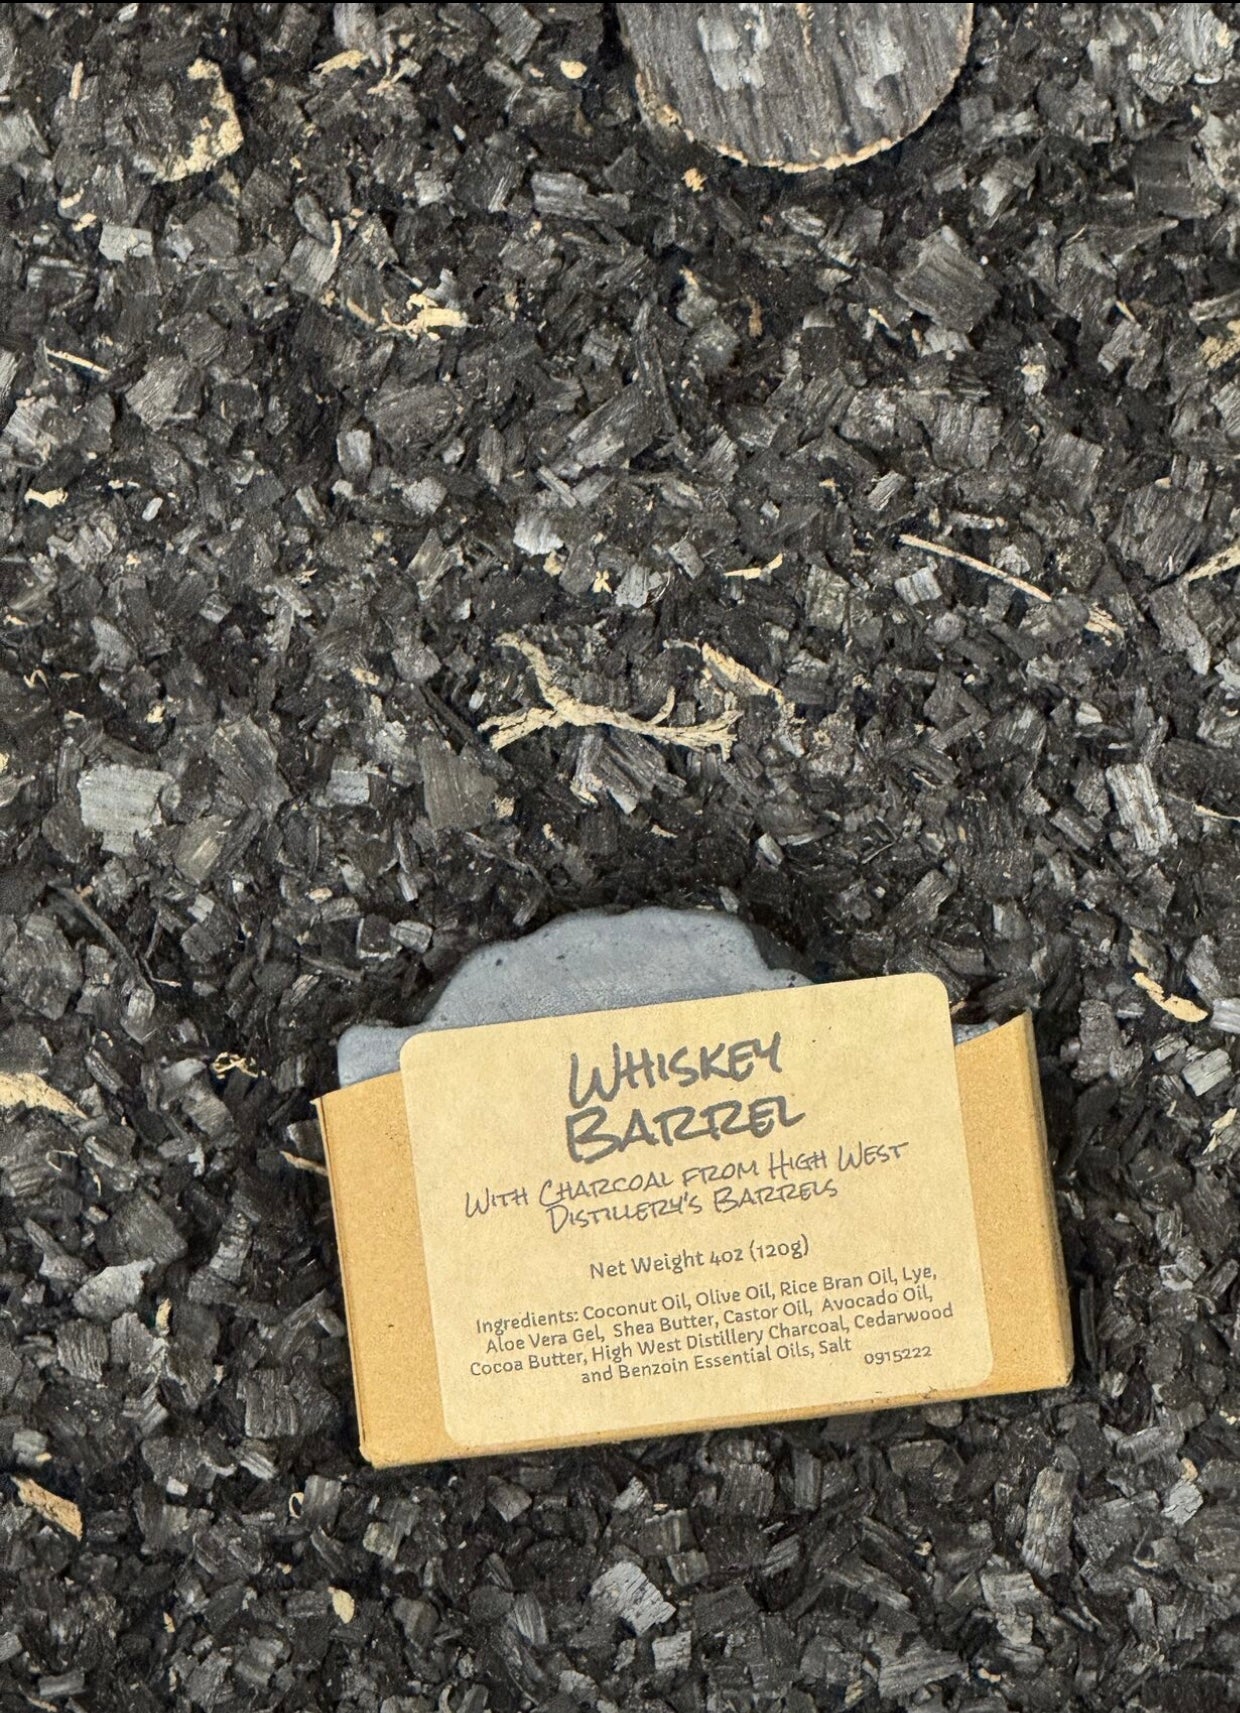 WHISKEY
BARREL
WITH CHARCOAL FROM HIGH WEST
DISTILLERY'S BARRELS
Net Weight 4oz (120g)
Ingredients: Coconut Oil, Olive Oil, Rice Bran Oil, Lye,
Aloe Vera Gel, Shea Butter, Castor Oil, Avocado Oil,
Cocoa Butter, High West Distillery Charcoal, Cedarwood
and Benzoin Essential Oils, Salt
0915222